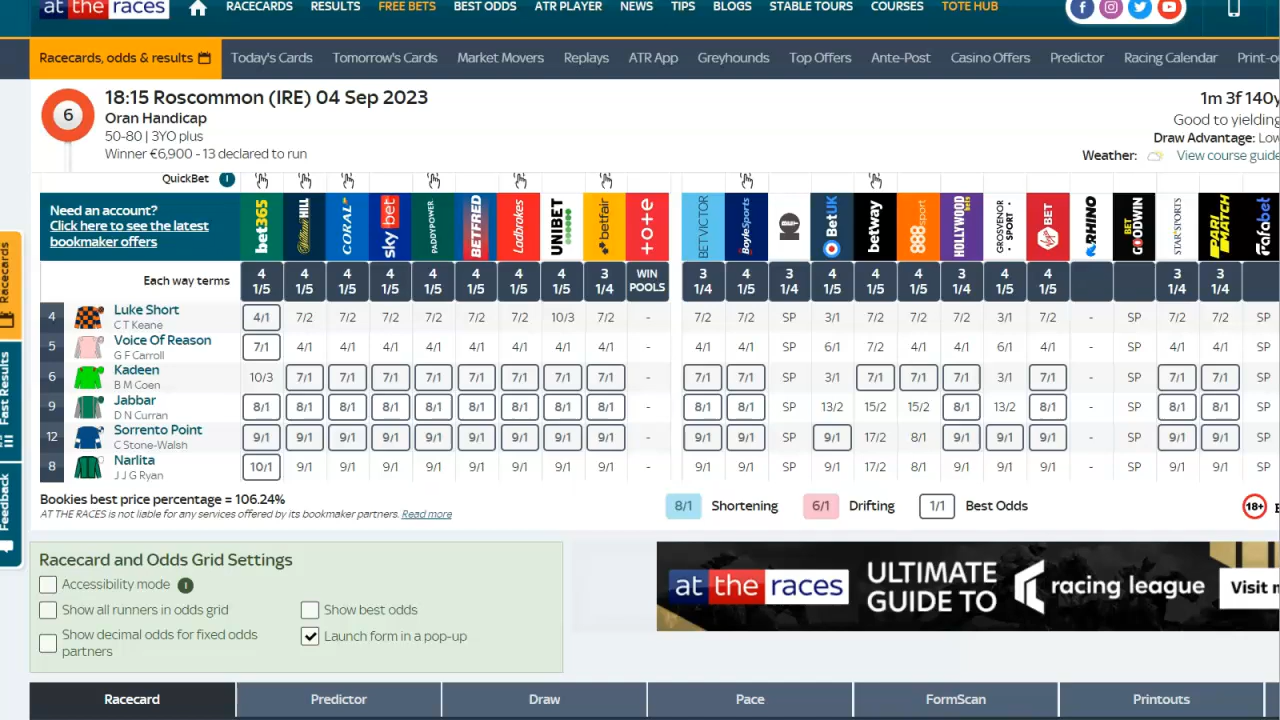 at the races
RACECARDS RESULTS FREE BETS BEST ODDS ATR PLAYER NEWS TIPS BLOGS STABLE TOURS COURSES TOTE HUB
Racecards, odds & results Today's Cards Tomorrow's Cards Market Movers Replays ATR App Greyhounds Top Offers Ante-Post Casino Offers Predictor Racing Calendar Print-o
6
18:15 Roscommon (IRE) 04 Sep 2023
1m 3f 140y
Oran Handicap
Good to yielding
50-80 | 3YO plus
Draw Advantage: Low
Winner €6,900 - 13 declared to run
Weather: View course guide
QuickBet
Need an account?
Click here to see the latest
bookmaker offers
bet365 William HILL CORAL sky bet PADDYPOWER BETFRED Ladbrokes UNIBET betfair tote BETVICTOR BoyleSports BetUK betway 888sport HOLLYWOODbets GROSVENOR SPORT Virgin BET RHINO BET GOODWIN STARSPORTS PARIMATCH Fafabet
Each way terms 4 1/5 4 1/5 4 1/5 4 1/5 4 1/5 4 1/5 4 1/5 4 1/5 3 1/4 WIN POOLS 3 1/4 4 1/5 3 1/4 4 1/5 4 1/5 4 1/5 3 1/4 4 1/5 4 1/5 3 1/4 3 1/4
4 Luke Short 4/1 7/2 7/2 7/2 7/2 7/2 7/2 10/3 7/2 - 7/2 7/2 SP 3/1 7/2 7/2 7/2 3/1 7/2 - SP 7/2 7/2 SP
C T Keane
5 Voice Of Reason 7/1 4/1 4/1 4/1 4/1 4/1 4/1 4/1 4/1 - 4/1 4/1 SP 6/1 7/2 4/1 4/1 6/1 4/1 - SP 4/1 4/1 SP
G F Carroll
6 Kadeen 10/3 7/1 7/1 7/1 7/1 7/1 7/1 7/1 7/1 - 7/1 7/1 SP 3/1 7/1 7/1 7/1 3/1 7/1 - SP 7/1 7/1 SP
B M Coen
9 Jabbar 8/1 8/1 8/1 8/1 8/1 8/1 8/1 8/1 8/1 - 8/1 8/1 SP 13/2 15/2 15/2 8/1 13/2 8/1 - SP 8/1 8/1 SP
D N Curran
12 Sorrento Point 9/1 9/1 9/1 9/1 9/1 9/1 9/1 9/1 9/1 - 9/1 9/1 SP 9/1 17/2 8/1 9/1 9/1 9/1 - SP 9/1 9/1 SP
C Stone-Walsh
8 Narlita 10/1 9/1 9/1 9/1 9/1 9/1 9/1 9/1 9/1 - 9/1 9/1 SP 9/1 17/2 8/1 9/1 9/1 9/1 - SP 9/1 9/1 SP
J J G Ryan
Bookies best price percentage = 106.24%
8/1 Shortening 6/1 Drifting 1/1 Best Odds 18+
AT THE RACES is not liable for any services offered by its bookmaker partners. Read more
Racecards
Fast Results
Feedback
Racecard and Odds Grid Settings
Accessibility mode
Show all runners in odds grid
Show best odds
Show decimal odds for fixed odds
partners
Launch form in a pop-up
at the races ULTIMATE GUIDE TO racing league Visit
Racecard Predictor Draw Pace FormScan Printouts